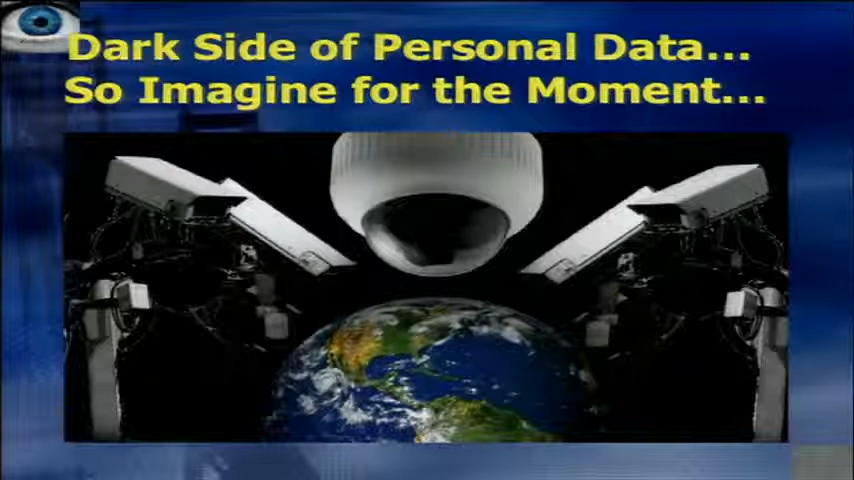 Dark Side of Personal Data...
So Imagine for the Moment...